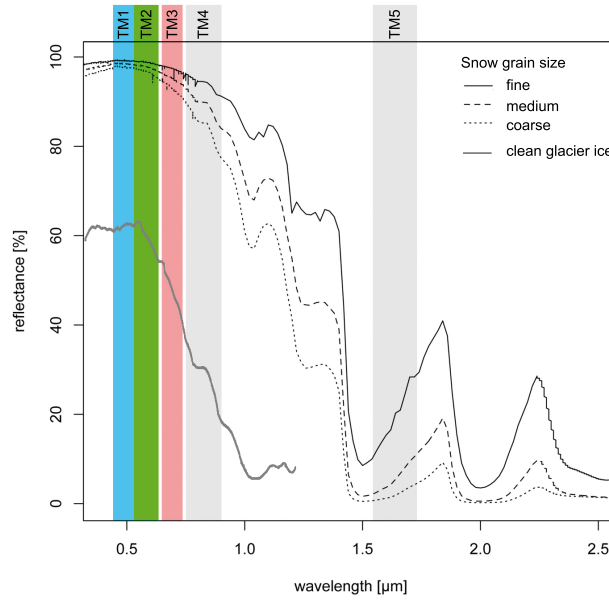 TM1 TM2 TM3 TM4 TM5
Snow grain size
fine
medium
coarse
clean glacier ice
reflectance [%]
100
80
60
40
20
0
0.5 1.0 1.5 2.0 2.5
wavelength [µm]